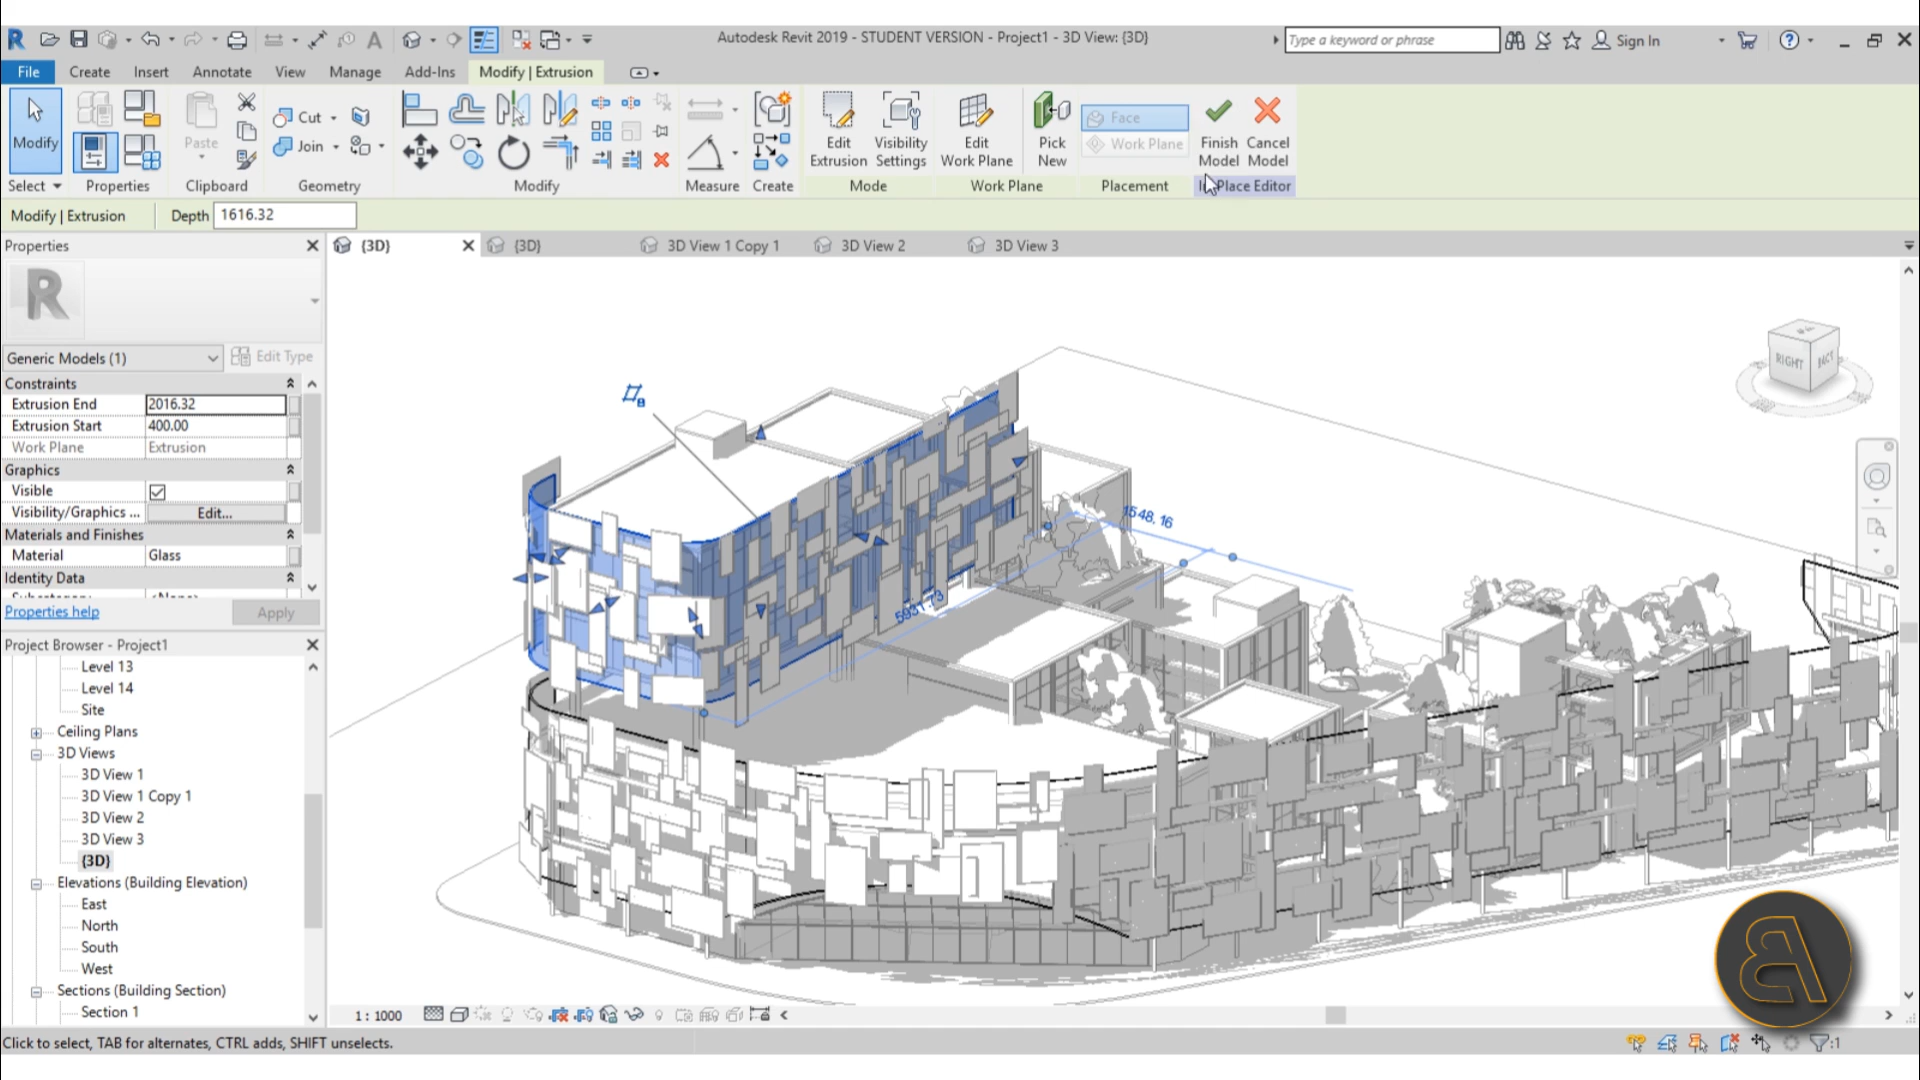 Autodesk Revit 2019 - STUDENT VERSION - Project1 - 3D View: {3D}
Type a keyword or phrase
Sign In
File Create Insert Annotate View Manage Add-Ins Modify | Extrusion
Modify
Paste
Cut
Join
Edit Extrusion
Visibility Settings
Edit Work Plane
Pick New
Face
Work Plane
Finish Model
Cancel Model
Select Properties Clipboard Geometry Modify Measure Create Mode Work Plane Placement Place Editor
Modify | Extrusion Depth 1616.32
Properties
{3D} {3D} 3D View 1 Copy 1 3D View 2 3D View 3
R
Generic Models (1) Edit Type
Constraints
Extrusion End 2016.32
Extrusion Start 400.00
Work Plane Extrusion
Graphics
Visible
Visibility/Graphics ... Edit...
Materials and Finishes
Material Glass
Identity Data
Properties help Apply
Project Browser - Project1
Level 13
Level 14
Site
Ceiling Plans
3D Views
3D View 1
3D View 1 Copy 1
3D View 2
3D View 3
{3D}
Elevations (Building Elevation)
East
North
South
West
Sections (Building Section)
Section 1
RIGHT
1548.16
1 : 1000
Click to select, TAB for alternates, CTRL adds, SHIFT unselects.
:1